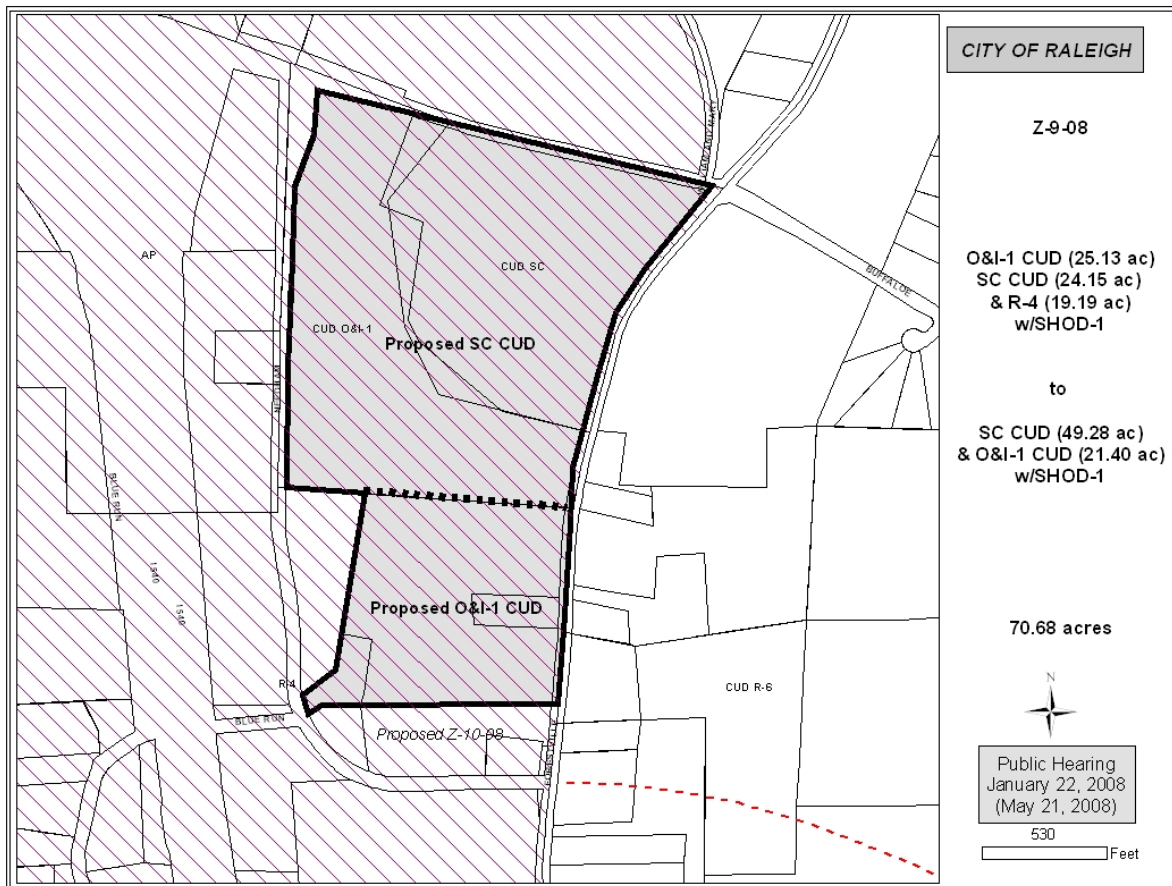 CITY OF RALEIGH
Z-9-08
O&I-1 CUD (25.13 ac)
SC CUD (24.15 ac)
& R-4 (19.19 ac)
w/SHOD-1
to
SC CUD (49.28 ac)
& O&I-1 CUD (21.40 ac)
w/SHOD-1
70.68 acres
N
Public Hearing
January 22, 2008
(May 21, 2008)
530
Feet
AP
CUD SC
BUFFALOE
CUD O&I-1
Proposed SC CUD
BLUE RUN
I540
I540
Proposed O&I-1 CUD
R-4
CUD R-6
BLUE RUN
Proposed Z-10-08